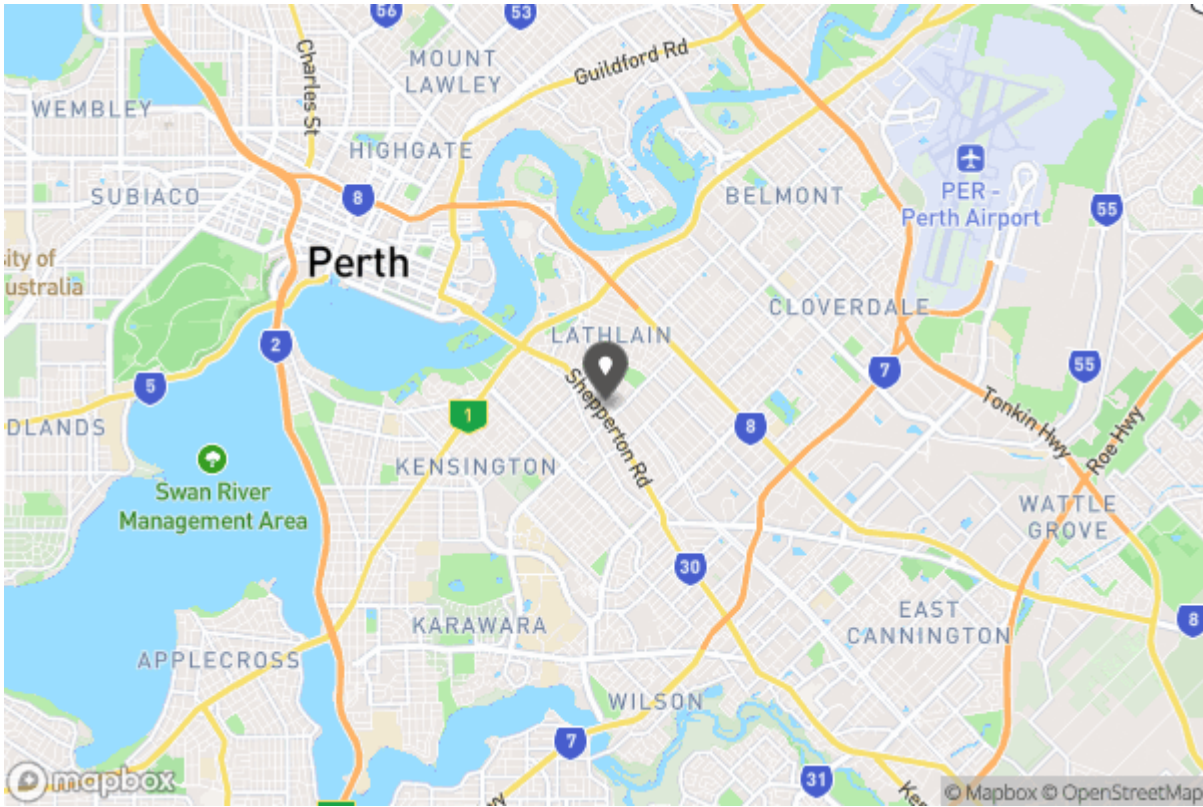 56
53
MOUNT
LAWLEY
Guildford Rd
Charles St
WEMBLEY
HIGHGATE
SUBIACO
8
BELMONT
PER -
Perth Airport
55
sity of
ustralia
Perth
CLOVERDALE
LATHLAIN
2
5
7
55
Shepperton Rd
1
8
Tonkin Hwy
Roe Hwy
DLANDS
KENSINGTON
Swan River
Management Area
WATTLE
GROVE
30
EAST
CANNINGTON
8
KARAWARA
APPLECROSS
WILSON
7
31
Ken
wy
mapbox
© Mapbox © OpenStreetMap